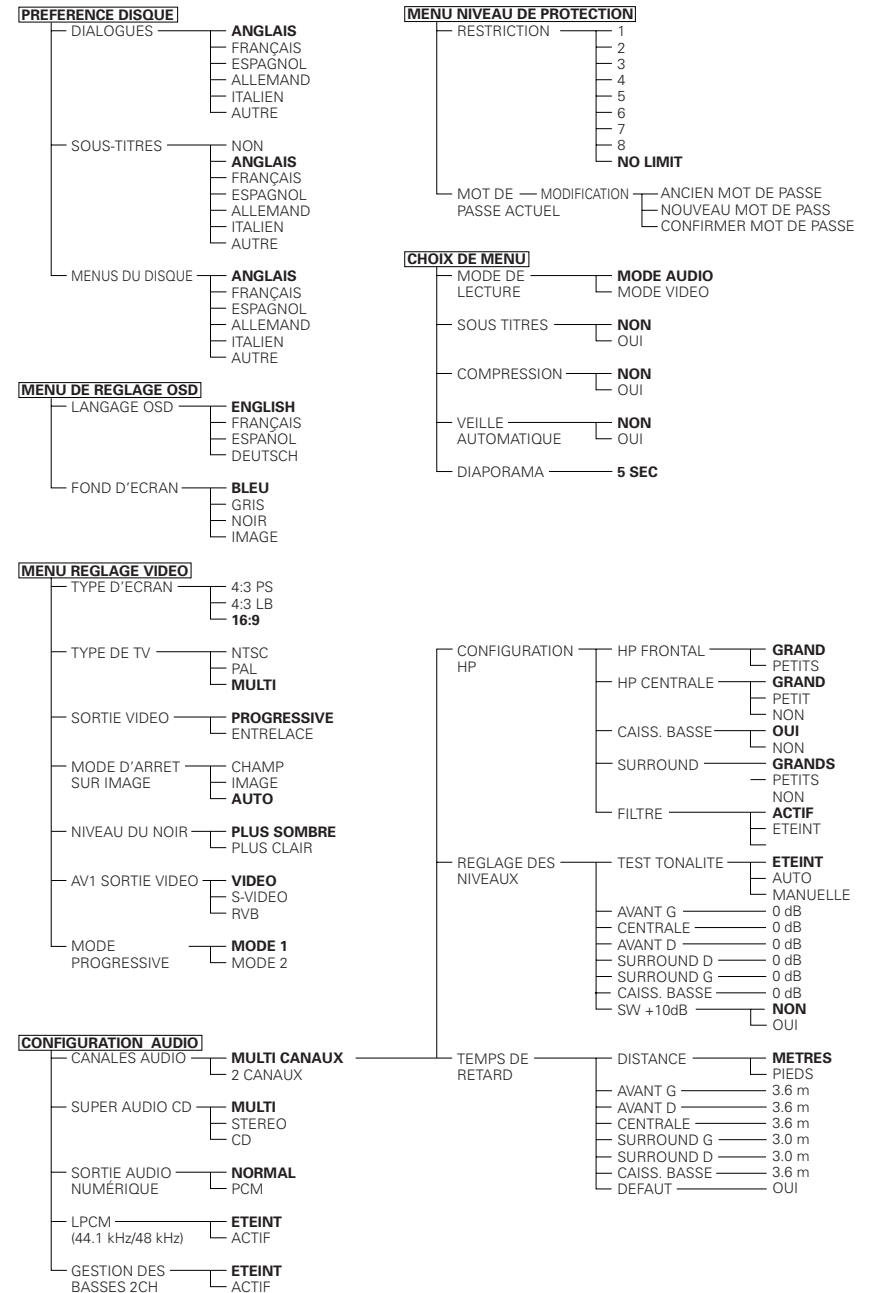 PREFERENCE DISQUE
DIALOGUES
ANGLAIS
FRANÇAIS
ESPAGNOL
ALLEMAND
ITALIEN
AUTRE
SOUS-TITRES
NON
ANGLAIS
FRANÇAIS
ESPAGNOL
ALLEMAND
ITALIEN
AUTRE
MENUS DU DISQUE
ANGLAIS
FRANÇAIS
ESPAGNOL
ALLEMAND
ITALIEN
AUTRE
MENU DE REGLAGE OSD
LANGAGE OSD
ENGLISH
FRANÇAIS
ESPAÑOL
DEUTSCH
FOND D'ECRAN
BLEU
GRIS
NOIR
IMAGE
MENU REGLAGE VIDEO
TYPE D'ECRAN
4:3 PS
4:3 LB
16:9
TYPE DE TV
NTSC
PAL
MULTI
SORTIE VIDEO
PROGRESSIVE
ENTRELACE
MODE D'ARRET
SUR IMAGE
CHAMP
IMAGE
AUTO
NIVEAU DU NOIR
PLUS SOMBRE
PLUS CLAIR
AV1 SORTIE VIDEO
VIDEO
S-VIDEO
RVB
MODE
PROGRESSIVE
MODE 1
MODE 2
CONFIGURATION AUDIO
CANALES AUDIO
MULTI CANAUX
2 CANAUX
SUPER AUDIO CD
MULTI
STEREO
CD
SORTIE AUDIO
NUMÉRIQUE
NORMAL
PCM
LPCM
(44.1 kHz/48 kHz)
ETEINT
ACTIF
GESTION DES
BASSES 2CH
ETEINT
ACTIF
MENU NIVEAU DE PROTECTION
RESTRICTION
1
2
3
4
5
6
7
8
NO LIMIT
MOT DE
PASSE ACTUEL
MODIFICATION
ANCIEN MOT DE PASSE
NOUVEAU MOT DE PASS
CONFIRMER MOT DE PASSE
CHOIX DE MENU
MODE DE
LECTURE
MODE AUDIO
MODE VIDEO
SOUS TITRES
NON
OUI
COMPRESSION
NON
OUI
VEILLE
AUTOMATIQUE
NON
OUI
DIAPORAMA
5 SEC
CONFIGURATION
HP
HP FRONTAL
GRAND
PETITS
HP CENTRALE
GRAND
PETIT
NON
CAISS. BASSE
OUI
NON
SURROUND
GRANDS
PETITS
NON
FILTRE
ACTIF
ETEINT
REGLAGE DES
NIVEAUX
TEST TONALITE
ETEINT
AUTO
MANUELLE
AVANT G 0 dB
CENTRALE 0 dB
AVANT D 0 dB
SURROUND D 0 dB
SURROUND G 0 dB
CAISS. BASSE 0 dB
SW +10dB
NON
OUI
TEMPS DE
RETARD
DISTANCE
METRES
PIEDS
AVANT G 3.6 m
AVANT D 3.6 m
CENTRALE 3.6 m
SURROUND G 3.0 m
SURROUND D 3.0 m
CAISS. BASSE 3.6 m
DEFAUT OUI